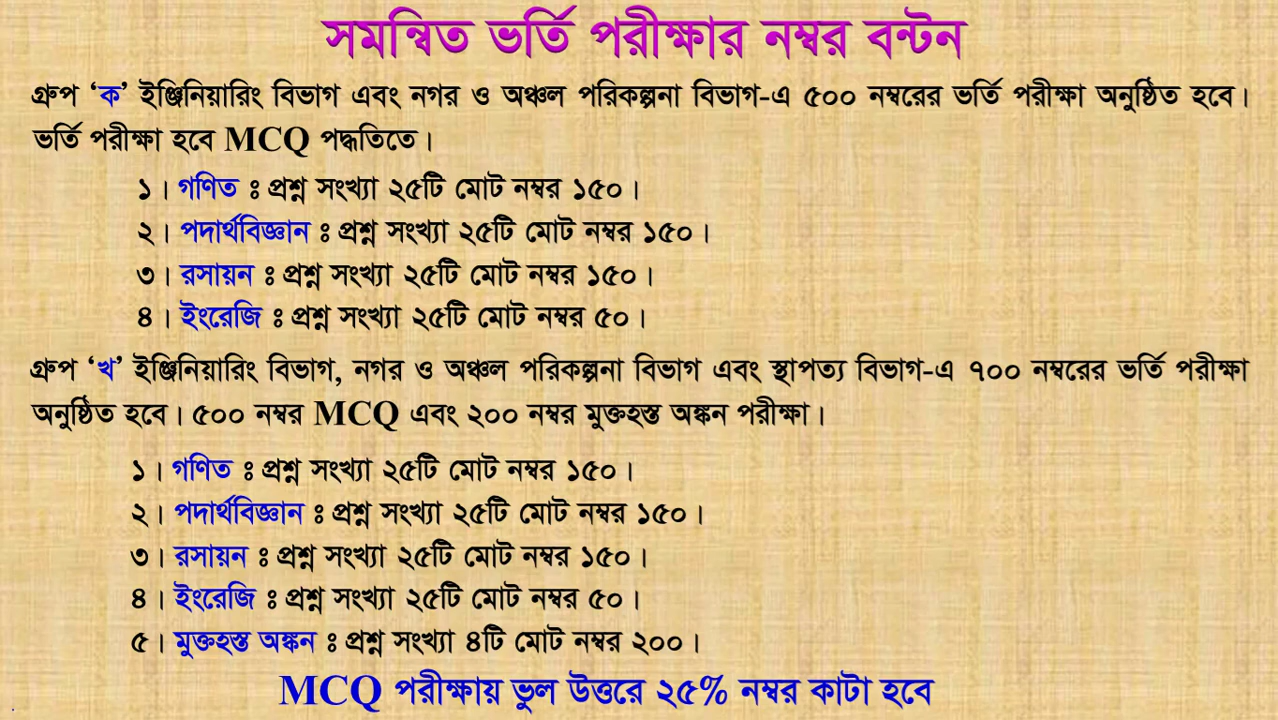 সমন্বিত ভর্তি পরীক্ষার নম্বর বন্টন
গ্রুপ ‘ক’ ইঞ্জিনিয়ারিং বিভাগ এবং নগর ও অঞ্চল পরিকল্পনা বিভাগ-এ ৫০০ নম্বরের ভর্তি পরীক্ষা অনুষ্ঠিত হবে।
ভর্তি পরীক্ষা হবে MCQ পদ্ধতিতে।
১। গণিত ঃ প্রশ্ন সংখ্যা ২৫টি মোট নম্বর ১৫০।
২। পদার্থবিজ্ঞান ঃ প্রশ্ন সংখ্যা ২৫টি মোট নম্বর ১৫০।
৩। রসায়ন ঃ প্রশ্ন সংখ্যা ২৫টি মোট নম্বর ১৫০।
৪। ইংরেজি ঃ প্রশ্ন সংখ্যা ২৫টি মোট নম্বর ৫০।
গ্রুপ ‘খ’ ইঞ্জিনিয়ারিং বিভাগ, নগর ও অঞ্চল পরিকল্পনা বিভাগ এবং স্থাপত্য বিভাগ-এ ৭০০ নম্বরের ভর্তি পরীক্ষা
অনুষ্ঠিত হবে। ৫০০ নম্বর MCQ এবং ২০০ নম্বর মুক্তহস্ত অঙ্কন পরীক্ষা।
১। গণিত ঃ প্রশ্ন সংখ্যা ২৫টি মোট নম্বর ১৫০।
২। পদার্থবিজ্ঞান ঃ প্রশ্ন সংখ্যা ২৫টি মোট নম্বর ১৫০।
৩। রসায়ন ঃ প্রশ্ন সংখ্যা ২৫টি মোট নম্বর ১৫০।
৪। ইংরেজি ঃ প্রশ্ন সংখ্যা ২৫টি মোট নম্বর ৫০।
৫। মুক্তহস্ত অঙ্কন ঃ প্রশ্ন সংখ্যা ৪টি মোট নম্বর ২০০।
MCQ পরীক্ষায় ভুল উত্তরে ২৫% নম্বর কাটা হবে